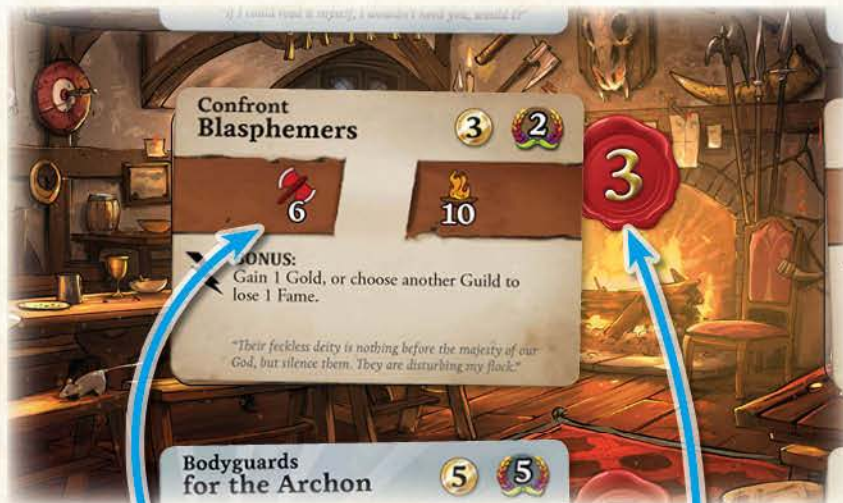 "If I could read it myself, I wouldn't need you, would I?"
Confront
Blasphemers
3
2
3
6
10
BONUS:
Gain 1 Gold, or choose another Guild to
lose 1 Fame.
"Their feckless deity is nothing before the majesty of our
God, but silence them. They are disturbing my flock."
Bodyguards
for the Archon
5
5